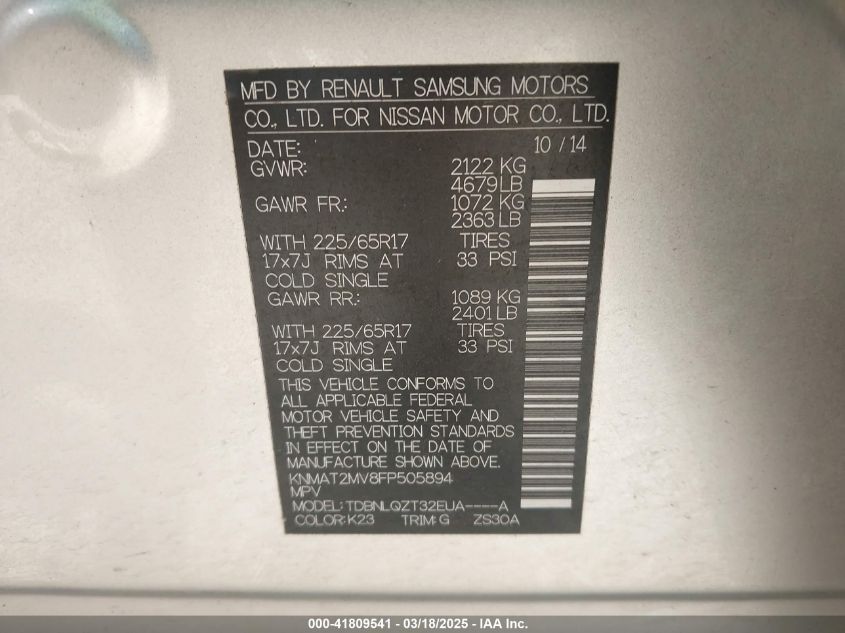 MFD BY RENAULT SAMSUNG MOTORS
CO., LTD. FOR NISSAN MOTOR CO., LTD.
DATE: 10 / 14
GVWR: 2122 KG
4679 LB
GAWR FR.: 1072 KG
2363 LB
WITH 225/65R17 TIRES
17x7J RIMS AT 33 PSI
COLD SINGLE
GAWR RR.: 1089 KG
2401 LB
WITH 225/65R17 TIRES
17x7J RIMS AT 33 PSI
COLD SINGLE
THIS VEHICLE CONFORMS TO
ALL APPLICABLE FEDERAL
MOTOR VEHICLE SAFETY AND
THEFT PREVENTION STANDARDS
IN EFFECT ON THE DATE OF
MANUFACTURE SHOWN ABOVE.
KNMAT2MV8FP505894
MPV
MODEL: TDBNLQZT32EUA----A
COLOR: K23 TRIM: G ZS30A
000-41809541 - 03/18/2025 - IAA Inc.